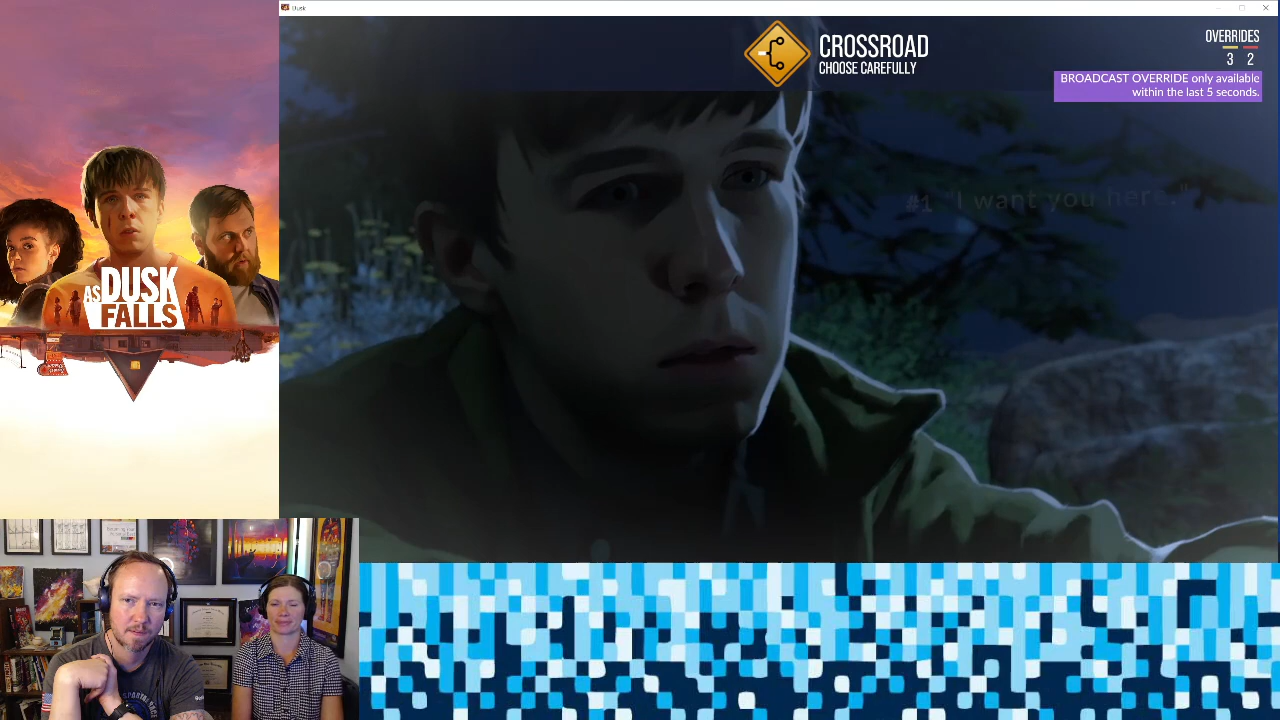 Dusk
CROSSROAD
CHOOSE CAREFULLY
OVERRIDES
3 2
BROADCAST OVERRIDE only available
within the last 5 seconds.
#1 "I want you here."
AS DUSK
FALLS